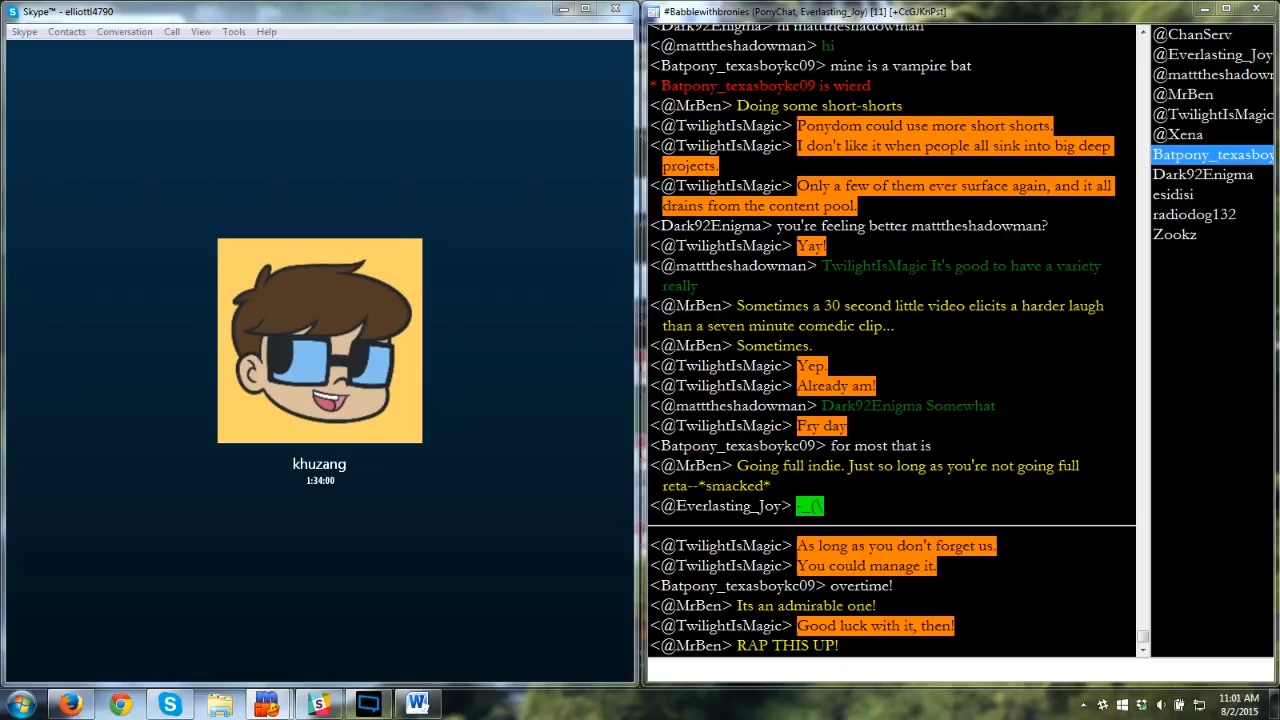 Skype™ - elliottl4790
Skype Contacts Conversation Call View Tools Help
khuzang
1:34:00
#Babblewithbronies (PonyChat, Everlasting_Joy) [11] [+CcGJKnPst]
<Dark92Enigma> hi matttheshadowman
<@matttheshadowman> hi
<Batpony_texasboykc09> mine is a vampire bat
* Batpony_texasboykc09 is wierd
<@MrBen> Doing some short-shorts
<@TwilightIsMagic> Ponydom could use more short shorts.
<@TwilightIsMagic> I don't like it when people all sink into big deep
projects.
<@TwilightIsMagic> Only a few of them ever surface again, and it all
drains from the content pool.
<Dark92Enigma> you're feeling better matttheshadowman?
<@TwilightIsMagic> Yay!
<@matttheshadowman> TwilightIsMagic It's good to have a variety
really
<@MrBen> Sometimes a 30 second little video elicits a harder laugh
than a seven minute comedic clip...
<@MrBen> Sometimes.
<@TwilightIsMagic> Yep.
<@TwilightIsMagic> Already am!
<@matttheshadowman> Dark92Enigma Somewhat
<@TwilightIsMagic> Fry day
<Batpony_texasboykc09> for most that is
<@MrBen> Going full indie. Just so long as you're not going full
reta--*smacked*
<@Everlasting_Joy> -_(\
<@TwilightIsMagic> As long as you don't forget us.
<@TwilightIsMagic> You could manage it.
<Batpony_texasboykc09> overtime!
<@MrBen> Its an admirable one!
<@TwilightIsMagic> Good luck with it, then!
<@MrBen> RAP THIS UP!
@ChanServ
@Everlasting_Joy
@matttheshadown
@MrBen
@TwilightIsMagic
@Xena
Batpony_texasboy
Dark92Enigma
esidisi
radiodog132
Zookz
11:01 AM
8/2/2015